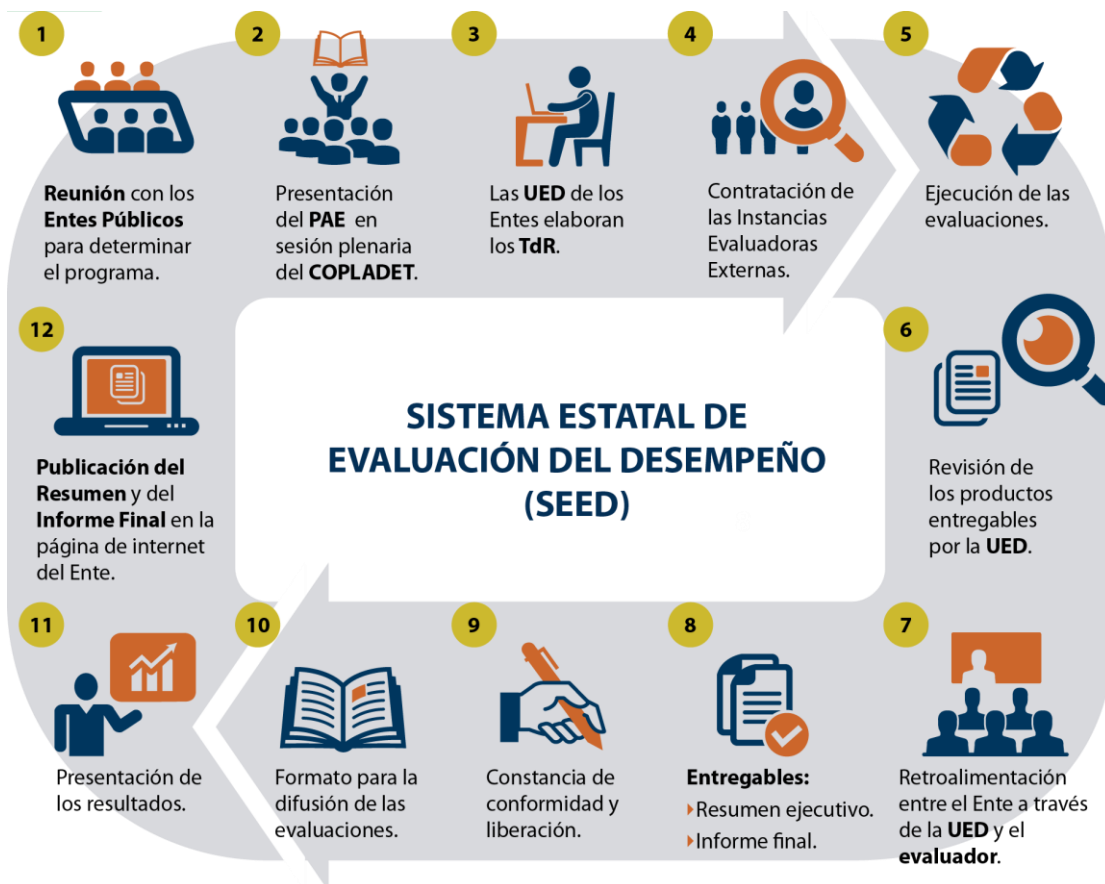 1
Reunión con los
Entes Públicos
para determinar
el programa.
2
Presentación
del PAE en
sesión plenaria
del COPLADET.
3
Las UED de los
Entes elaboran
los TdR.
4
Contratación de
las Instancias
Evaluadoras
Externas.
5
Ejecución de las
evaluaciones.
12
Publicación del
Resumen y del
Informe Final en la
página de internet
del Ente.
SISTEMA ESTATAL DE
EVALUACIÓN DEL DESEMPEÑO
(SEED)
6
Revisión de
los productos
entregables
por la UED.
11
Presentación de
los resultados.
10
Formato para la
difusión de las
evaluaciones.
9
Constancia de
conformidad y
liberación.
8
Entregables:
Resumen ejecutivo.
Informe final.
7
Retroalimentación
entre el Ente a través
de la UED y el
evaluador.